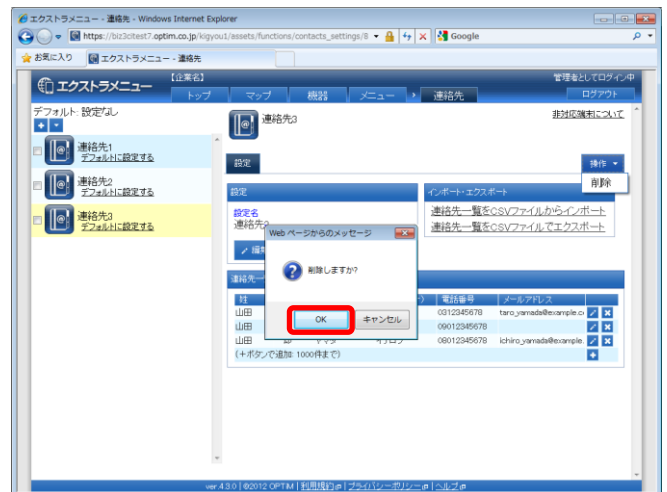 エクストラメニュー - 連絡先 - Windows Internet Explorer
https://biz3citest7.optim.co.jp/kigyou1/assets/functions/contacts_settings/8
Google
お気に入り
エクストラメニュー - 連絡先
エクストラメニュー
【企業名】
管理者としてログイン中
トップ マップ 機器 メニュー 連絡先 ログアウト
デフォルト: 設定なし
連絡先1
デフォルトに設定する
連絡先2
デフォルトに設定する
連絡先3
デフォルトに設定する
連絡先3
非対応端末について
設定
操作
削除
設定
設定名
インポート・エクスポート
連絡先一覧をCSVファイルからインポート
連絡先一覧をCSVファイルでエクスポート
Web ページからのメッセージ
削除しますか?
OK キャンセル
姓 電話番号 メールアドレス
山田 0312345678 taro_yamada@example.c
山田 09012345678
山田 08012345678 ichiro_yamada@example.
(+ボタンで追加: 1000件まで)
ver.4.3.0 | ©2012 OPTiM | 利用規約 | プライバシーポリシー | ヘルプ